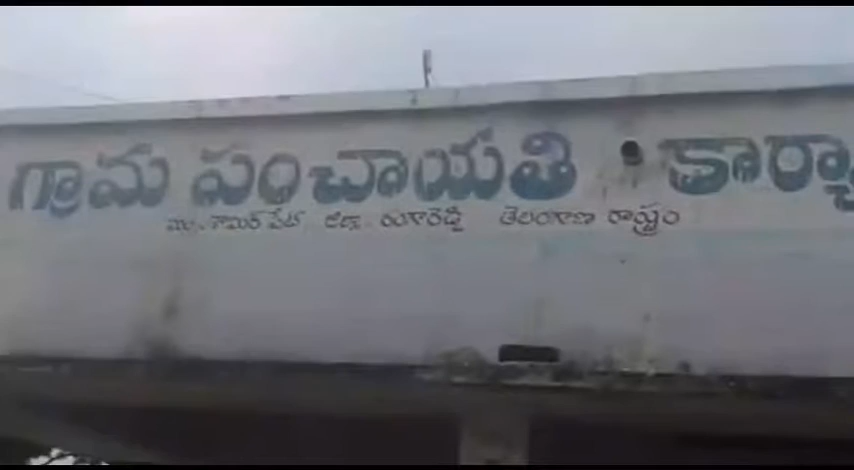 గ్రామ పంచాయతి కార్యా
మం. శామీర్ పేట్ జిల్లా. రంగారెడ్డి తెలంగాణ రాష్ట్రం